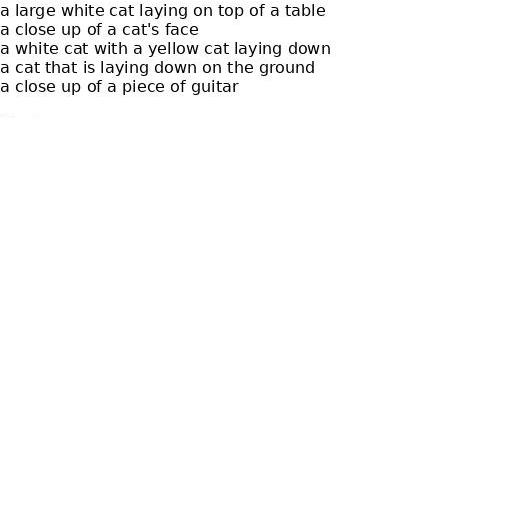 a large white cat laying on top of a table
a close up of a cat's face
a white cat with a yellow cat laying down
a cat that is laying down on the ground
a close up of a piece of guitar